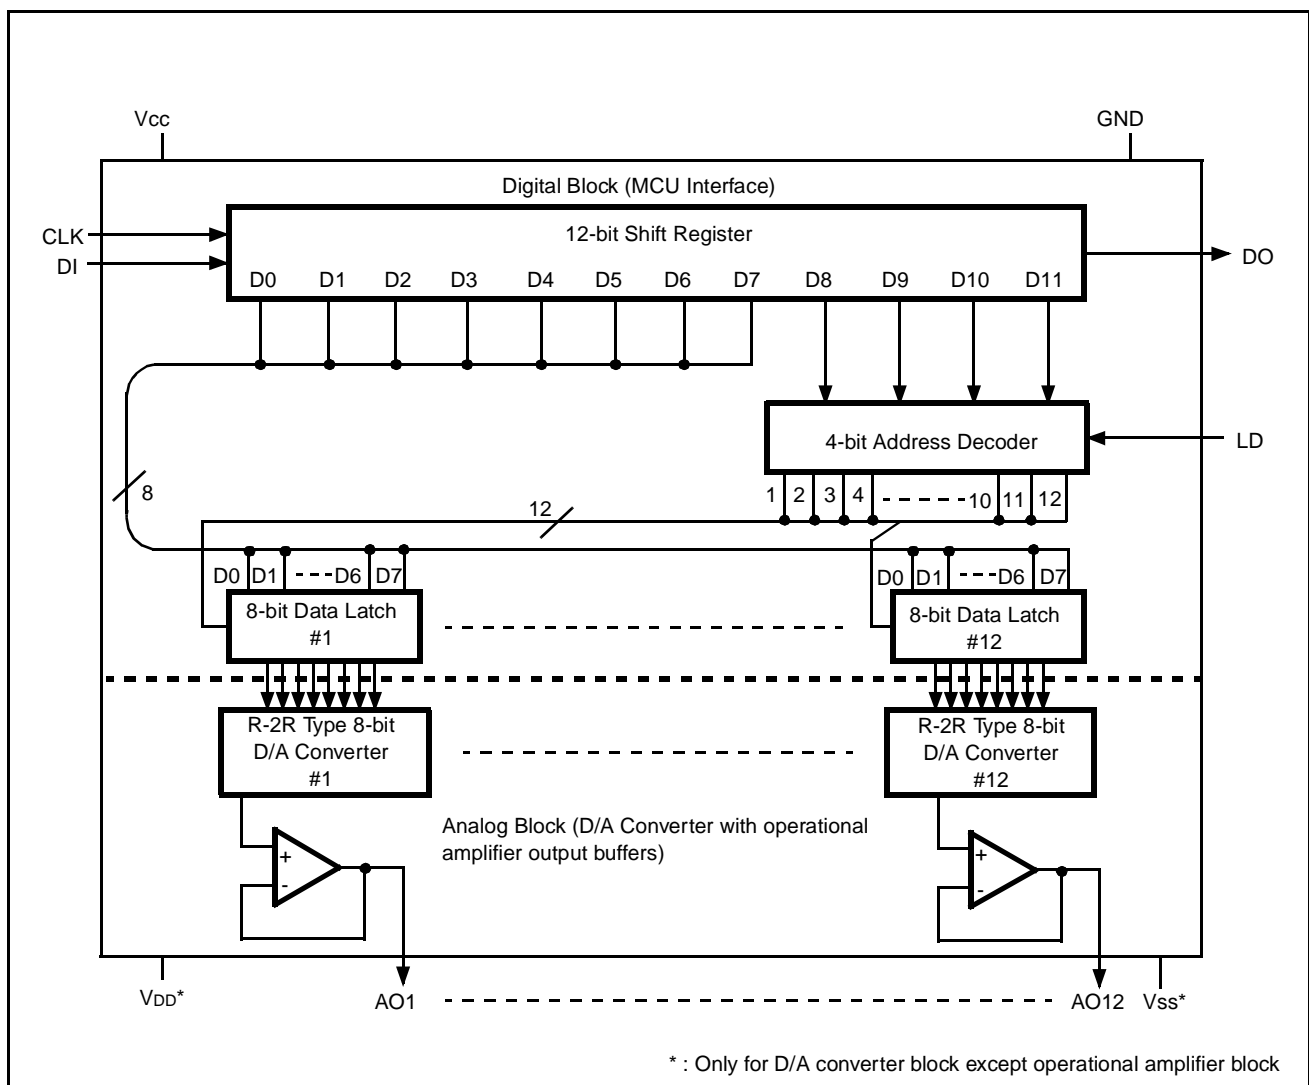 Vcc GND
Digital Block (MCU Interface)
12-bit Shift Register
CLK
DI
DO
D0 D1 D2 D3 D4 D5 D6 D7 D8 D9 D10 D11
4-bit Address Decoder
LD
8
1 2 3 4 10 11 12
12
D0 D1 D6 D7
D0 D1 D6 D7
8-bit Data Latch
#1
8-bit Data Latch
#12
R-2R Type 8-bit
D/A Converter
#1
R-2R Type 8-bit
D/A Converter
#12
Analog Block (D/A Converter with operational
amplifier output buffers)
+
-
+
-
VDD* AO1 AO12 Vss*
* : Only for D/A converter block except operational amplifier block